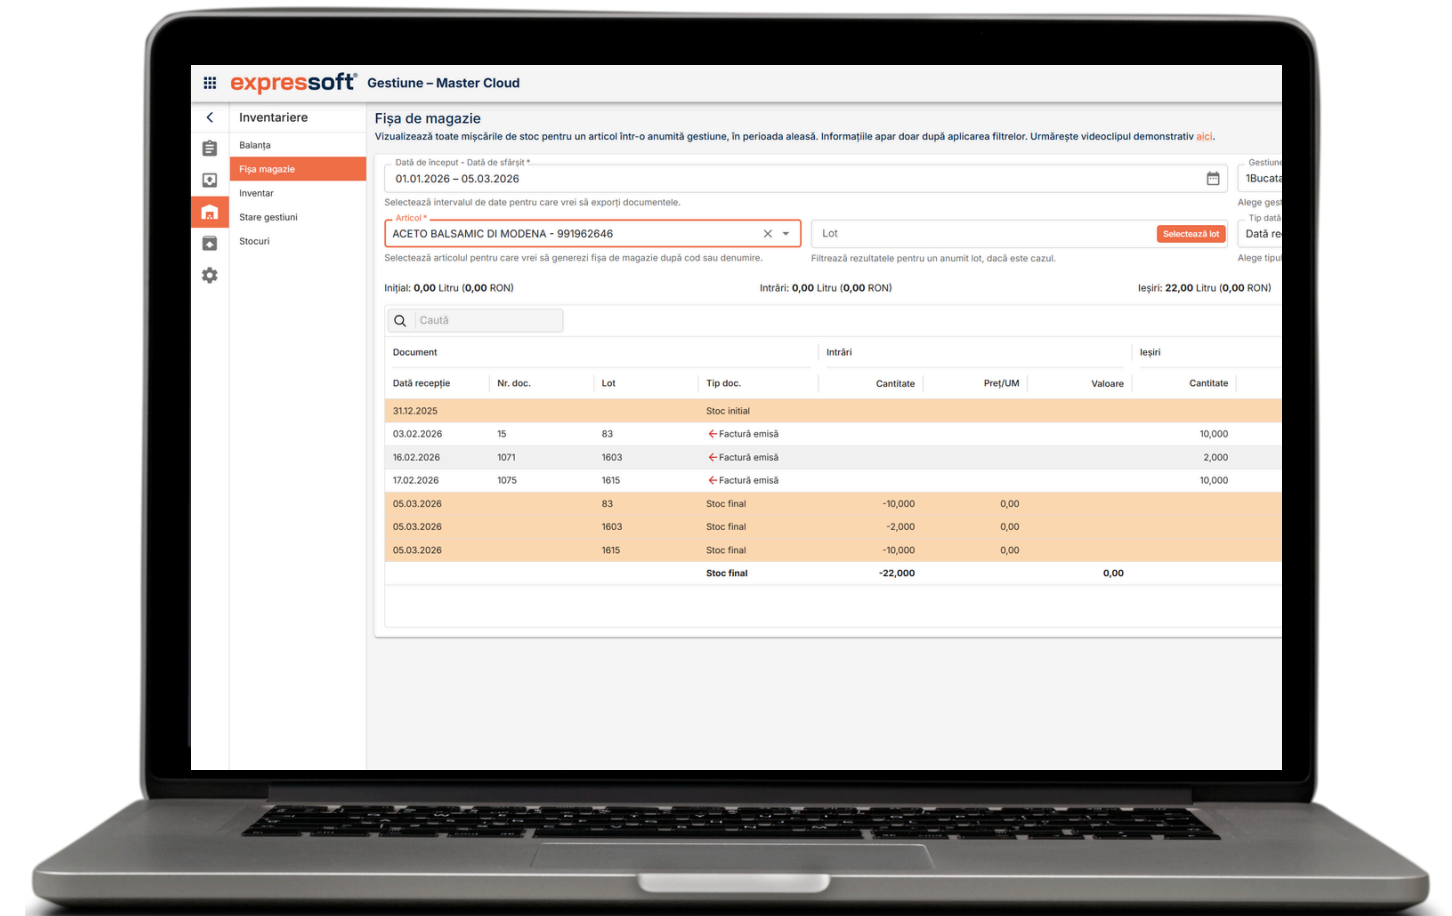 expressoft® Gestiune – Master Cloud
Inventariere
Balanța
Fișa magazie
Inventar
Stare gestiuni
Stocuri
Fișa de magazie
Vizualizează toate mișcările de stoc pentru un articol într-o anumită gestiune, în perioada aleasă. Informațiile apar doar după aplicarea filtrelor. Urmărește videoclipul demonstrativ aici.
Dată de început - Dată de sfârșit *
01.01.2026 – 05.03.2026
Selectează intervalul de date pentru care vrei să exporți documentele.
Gestiune
1Bucata
Alege gest
Articol *
ACETO BALSAMIC DI MODENA - 991962646
Selectează articolul pentru care vrei să generezi fișa de magazie după cod sau denumire.
Lot
Selectează lot
Filtrează rezultatele pentru un anumit lot, dacă este cazul.
Tip dată
Dată re
Alege tipul
Inițial: 0,00 Litru (0,00 RON) Intrări: 0,00 Litru (0,00 RON) Ieșiri: 22,00 Litru (0,00 RON)
Caută
Document Intrări Ieșiri
Dată recepție Nr. doc. Lot Tip doc. Cantitate Preț/UM Valoare Cantitate
31.12.2025 Stoc initial
03.02.2026 15 83 Factură emisă 10,000
16.02.2026 1071 1603 Factură emisă 2,000
17.02.2026 1075 1615 Factură emisă 10,000
05.03.2026 83 Stoc final -10,000 0,00
05.03.2026 1603 Stoc final -2,000 0,00
05.03.2026 1615 Stoc final -10,000 0,00
Stoc final -22,000 0,00